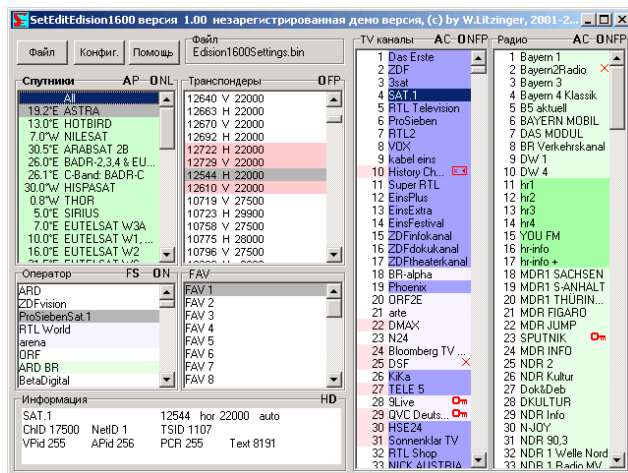 SetEditEdision1600 версия 1.00 незарегистрированная демо версия, (c) by W.Litzinger, 2001-2...
Файл
Конфиг.
Помощь
Файл
Edision1600Settings.bin
Спутники AP ONL
All
19.2°E ASTRA
13.0°E HOTBIRD
7.0°W NILESAT
30.5°E ARABSAT 2B
26.0°E BADR-2,3,4 & EU...
26.1°E C-Band: BADR-C
30.0°W HISPASAT
0.8°W THOR
5.0°E SIRIUS
7.0°E EUTELSAT W3A
10.0°E EUTELSAT W1, ...
16.0°E EUTELSAT W2
Транспондеры OFP
12640 V 22000
12663 H 22000
12670 V 22000
12692 H 22000
12722 H 22000
12729 V 22000
12544 H 22000
12610 V 22000
10719 V 27500
10723 H 29900
10758 V 27500
10775 H 28000
10796 V 27500
Оператор FS ON
ARD
ZDFvision
ProSiebenSat.1
RTL World
arena
ORF
ARD BR
BetaDigital
FAV
FAV 1
FAV 2
FAV 3
FAV 4
FAV 5
FAV 6
FAV 7
FAV 8
Информация HD
SAT.1 12544 hor 22000 auto
ChID 17500 NetID 1 TSID 1107
VPid 255 APid 256 PCR 255 Text 8191
TV каналы AC ONFP
1 Das Erste
2 ZDF
3 3sat
4 SAT.1
5 RTL Television
6 ProSieben
7 RTL2
8 VOX
9 kabel eins
10 History Ch...
11 Super RTL
12 EinsPlus
13 EinsExtra
14 EinsFestival
15 ZDFinfokanal
16 ZDFdokukanal
17 ZDFtheaterkanal
18 BR-alpha
19 Phoenix
20 ORF2E
21 arte
22 DMAX
23 N24
24 Bloomberg TV ...
25 DSF
26 KiKa
27 TELE 5
28 9Live
29 QVC Deuts...
30 HSE24
31 Sonnenklar TV
32 RTL Shop
33 NICK AUSTRIA
Радио AC ONFP
1 Bayern 1
2 Bayern2Radio
3 Bayern 3
4 Bayern 4 Klassik
5 B5 aktuell
6 BAYERN MOBIL
7 DAS MODUL
8 BR Verkehrskanal
9 DW 1
10 DW 4
11 hr1
12 hr2
13 hr3
14 hr4
15 YOU FM
16 hr-info
17 hr-info +
18 MDR1 SACHSEN
19 MDR1 S-ANHALT
20 MDR1 THÜRIN...
21 MDR FIGARO
22 MDR JUMP
23 SPUTNIK
24 MDR INFO
25 NDR 2
26 NDR Kultur
27 Dok&Deb
28 DKULTUR
29 NDR Info
30 N-JOY
31 NDR 90,3
32 NDR 1 Welle Nord
33 NDR 1 Radio MV